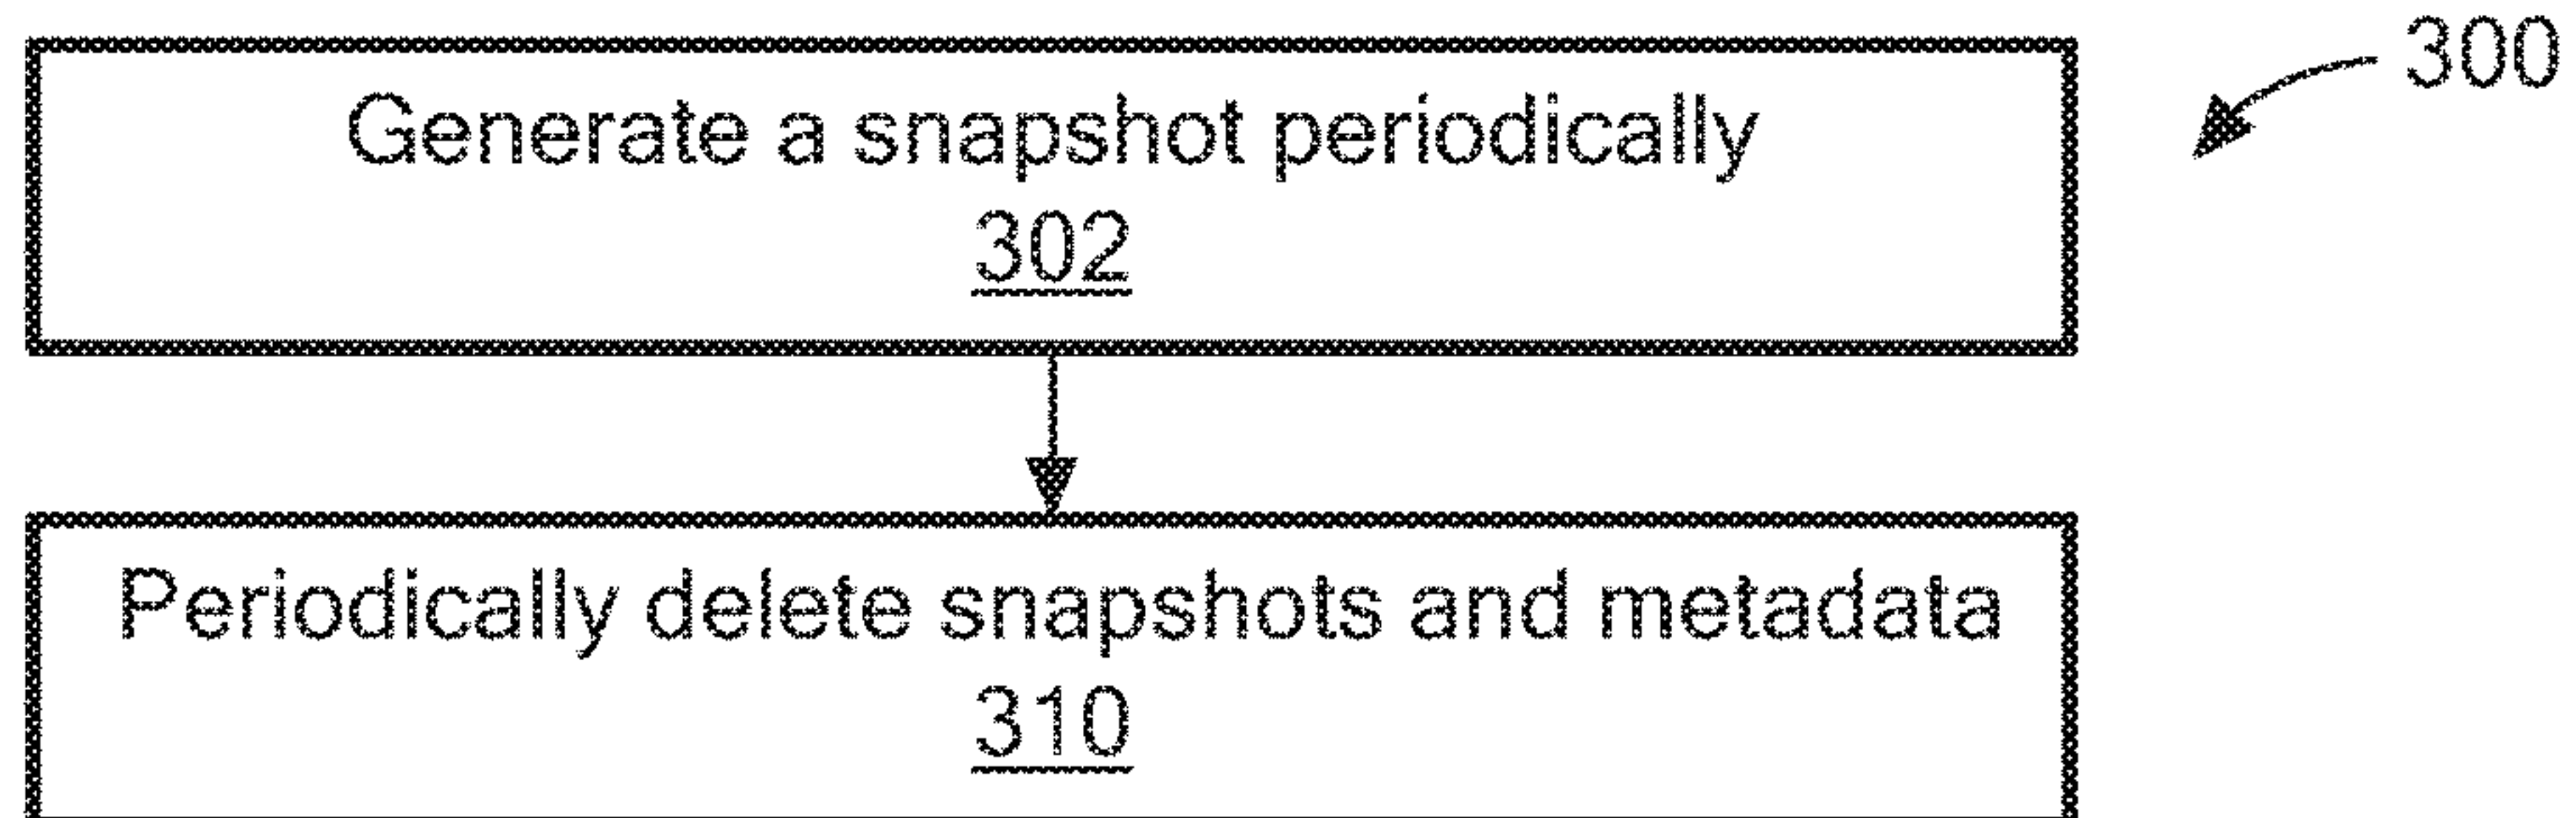 300
Generate a snapshot periodically
302
Periodically delete snapshots and metadata
310